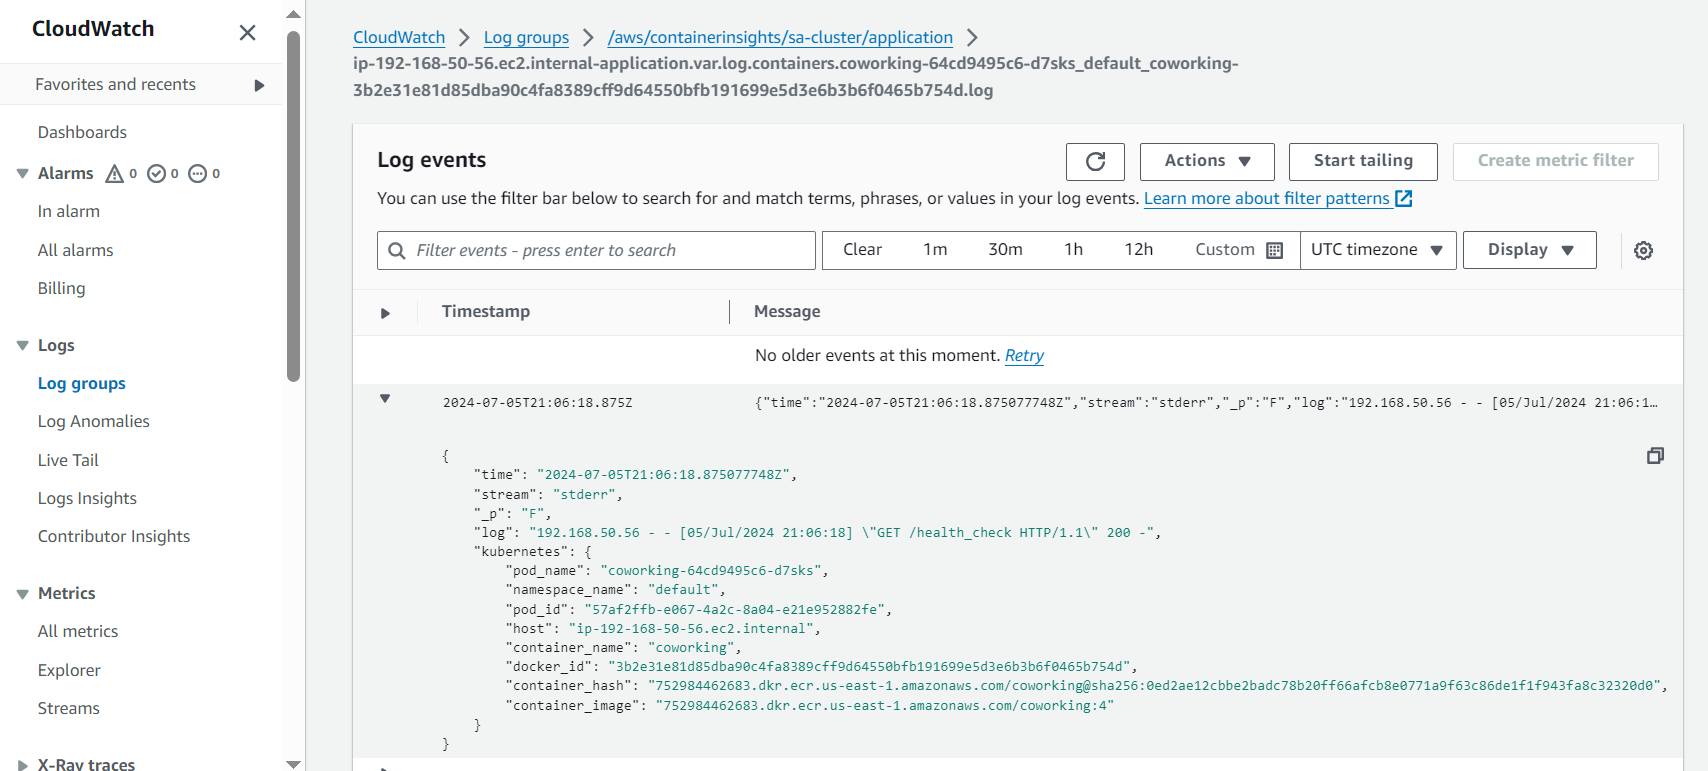 CloudWatch
Favorites and recents
Dashboards
Alarms 0 0 0
In alarm
All alarms
Billing
Logs
Log groups
Log Anomalies
Live Tail
Logs Insights
Contributor Insights
Metrics
All metrics
Explorer
Streams
X-Ray traces
CloudWatch > Log groups > /aws/containerinsights/sa-cluster/application >
ip-192-168-50-56.ec2.internal-application.var.log.containers.coworking-64cd9495c6-d7sks_default_coworking-
3b2e31e81d85dba90c4fa8389cff9d64550bfb191699e5d3e6b3b6f0465b754d.log
Log events
Actions
Start tailing
Create metric filter
You can use the filter bar below to search for and match terms, phrases, or values in your log events. Learn more about filter patterns
Filter events - press enter to search
Clear 1m 30m 1h 12h Custom
UTC timezone
Display
Timestamp Message
No older events at this moment. Retry
2024-07-05T21:06:18.875Z {"time":"2024-07-05T21:06:18.875077748Z","stream":"stderr","_p":"F","log":"192.168.50.56 - - [05/Jul/2024 21:06:1…
{
"time": "2024-07-05T21:06:18.875077748Z",
"stream": "stderr",
"_p": "F",
"log": "192.168.50.56 - - [05/Jul/2024 21:06:18] \"GET /health_check HTTP/1.1\" 200 -",
"kubernetes": {
"pod_name": "coworking-64cd9495c6-d7sks",
"namespace_name": "default",
"pod_id": "57af2ffb-e067-4a2c-8a04-e21e952882fe",
"host": "ip-192-168-50-56.ec2.internal",
"container_name": "coworking",
"docker_id": "3b2e31e81d85dba90c4fa8389cff9d64550bfb191699e5d3e6b3b6f0465b754d",
"container_hash": "752984462683.dkr.ecr.us-east-1.amazonaws.com/coworking@sha256:0ed2ae12cbbe2badc78b20ff66afcb8e0771a9f63c86de1f1f943fa8c32320d0",
"container_image": "752984462683.dkr.ecr.us-east-1.amazonaws.com/coworking:4"
}
}